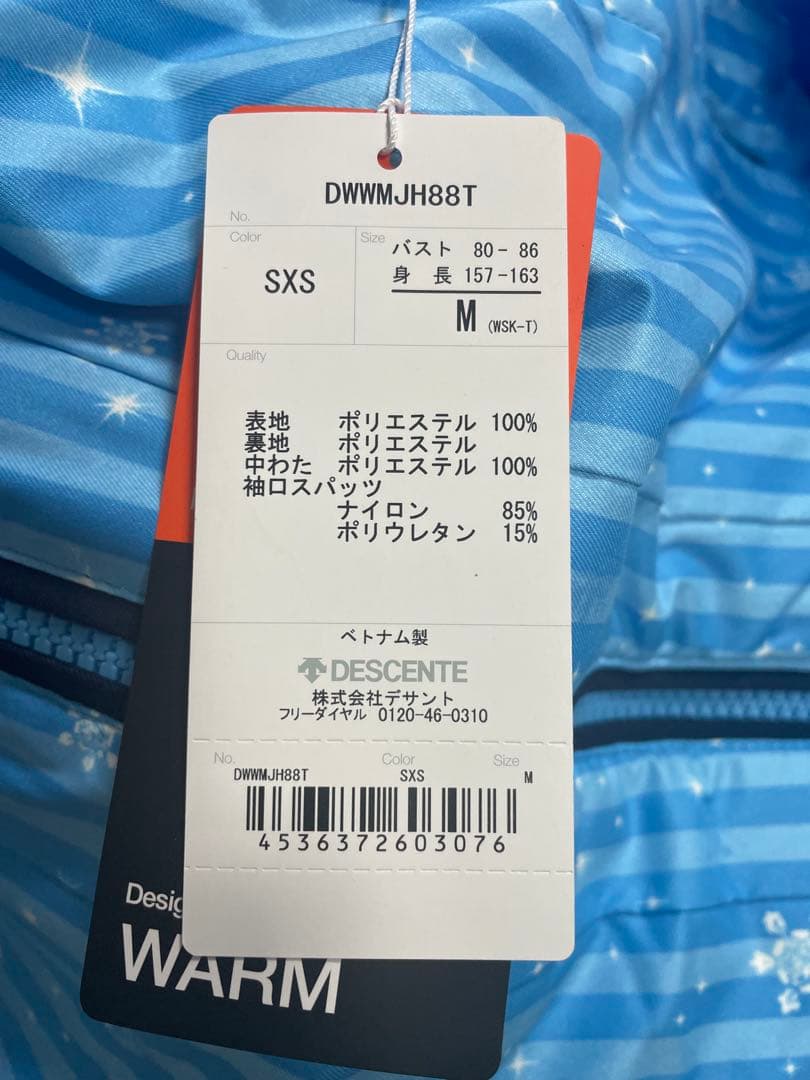 DWWMJH88T
No.
Color
SXS
Size
バスト 80-86
身 長 157-163
M (WSK-T)
Quality
表地 ポリエステル 100%
裏地 ポリエステル
中わた ポリエステル 100%
袖口スパッツ
ナイロン 85%
ポリウレタン 15%
ベトナム製
DESCENTE
株式会社デサント
フリーダイヤル 0120-46-0310
No. Color Size
DWWMJH88T SXS M
4536372603076
WARM